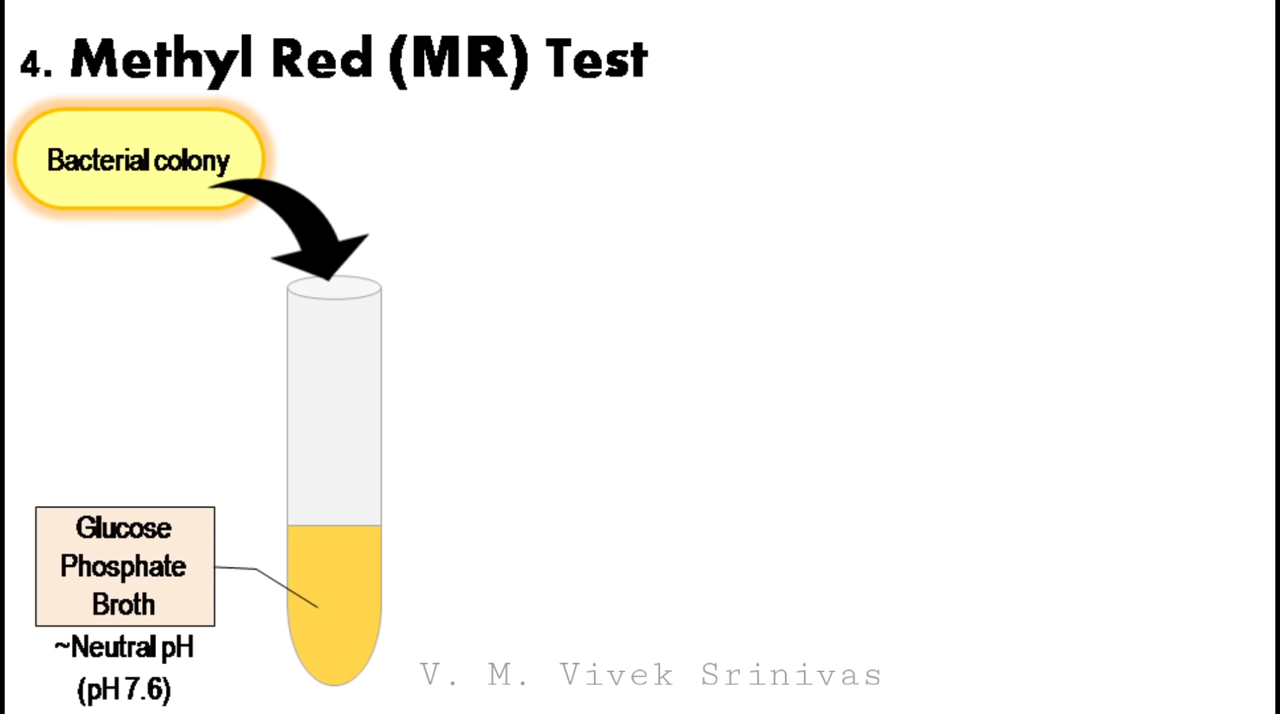 4. Methyl Red (MR) Test
Bacterial colony
Glucose
Phosphate
Broth
~Neutral pH
(pH 7.6)
V. M. Vivek Srinivas